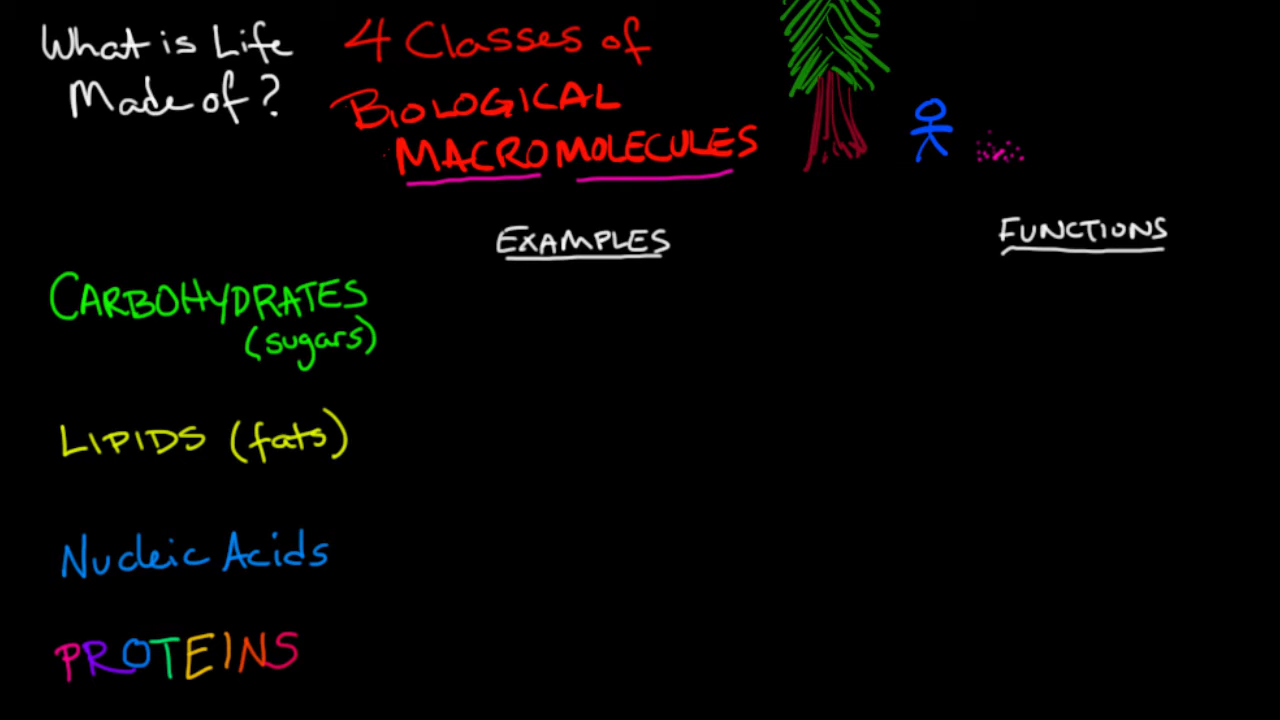 What is Life
Made of?
4 Classes of
BIOLOGICAL
MACROMOLECULES
EXAMPLES
FUNCTIONS
CARBOHYDRATES
(sugars)
LIPIDS (fats)
Nucleic Acids
PROTEINS